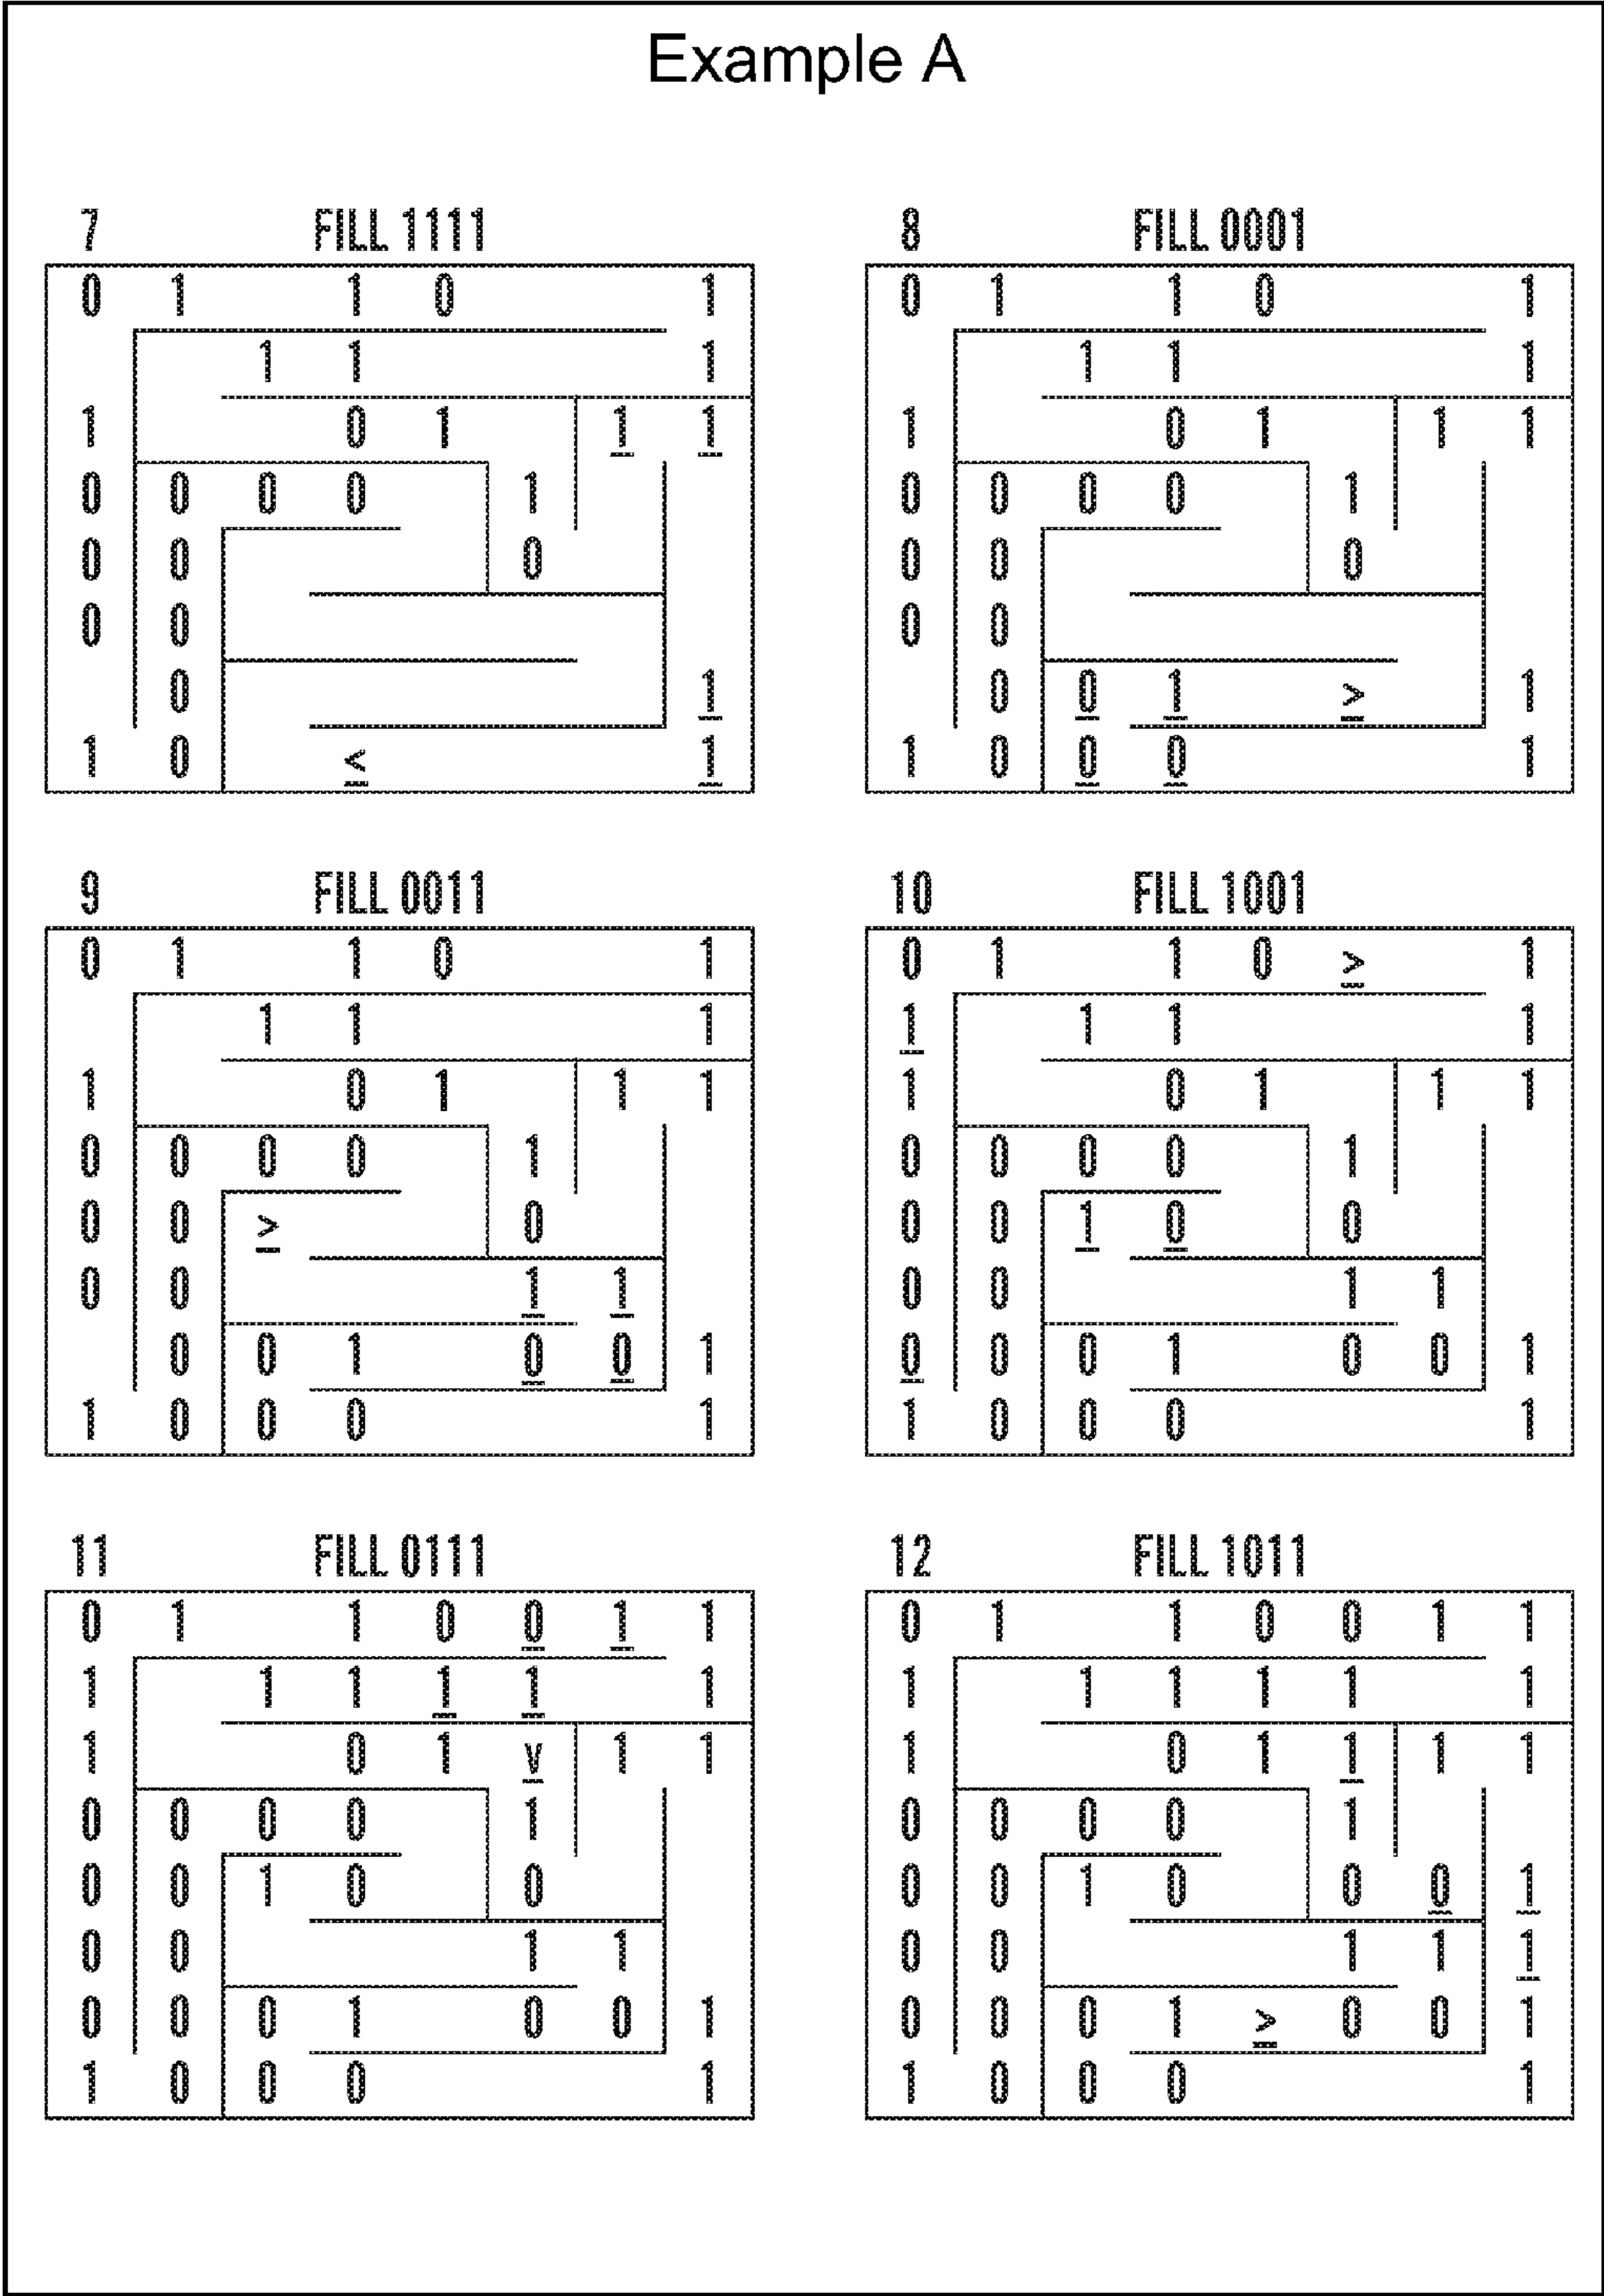 Example A
7 FILL 1111 8 FILL 0001
0 1 1 0 1 0 1 1 0 1
1 1 1 1 1 1
1 0 1 1 1 1 0 1 1 1
0 0 0 0 1 0 0 0 0 1
0 0 0 0 0 0
0 0 0 0
0 1 0 0 1 > 1
1 0 < 1 1 0 0 0 1
9 FILL 0011 10 FILL 1001
0 1 1 0 1 0 1 1 0 > 1
1 1 1 1 1 1 1
1 0 1 1 1 1 0 1 1 1
0 0 0 0 1 0 0 0 0 1
0 0 > 0 0 0 1 0 0
0 0 1 1 0 0 1 1
0 0 1 0 0 1 0 0 0 1 0 0 1
1 0 0 0 1 1 0 0 0 1
11 FILL 0111 12 FILL 1011
0 1 1 0 0 1 1 0 1 1 0 0 1 1
1 1 1 1 1 1 1 1 1 1 1 1
1 0 1 v 1 1 1 0 1 1 1 1
0 0 0 0 1 0 0 0 0 1
0 0 1 0 0 0 0 1 0 0 0 1
0 0 1 1 0 0 1 1 1
0 0 0 1 0 0 1 0 0 0 1 > 0 0 1
1 0 0 0 1 1 0 0 0 1